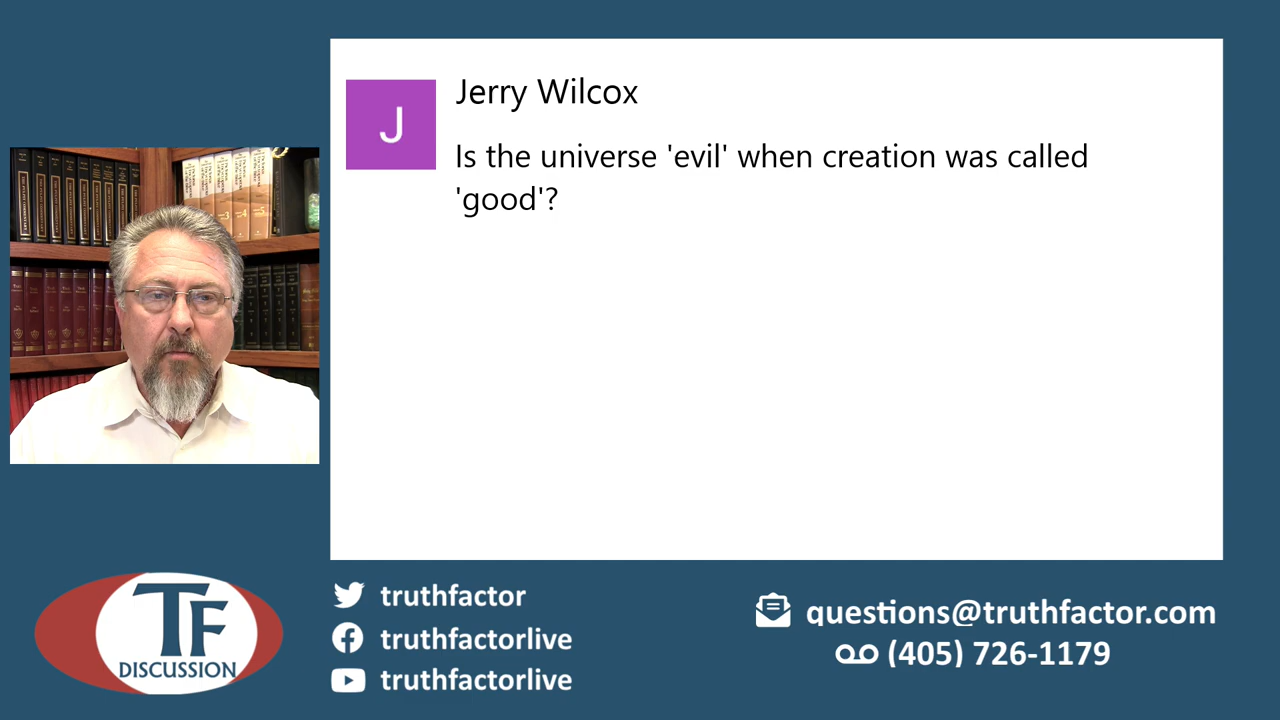 J
Jerry Wilcox
Is the universe 'evil' when creation was called
'good'?
TF
DISCUSSION
truthfactor
truthfactorlive
truthfactorlive
questions@truthfactor.com
(405) 726-1179